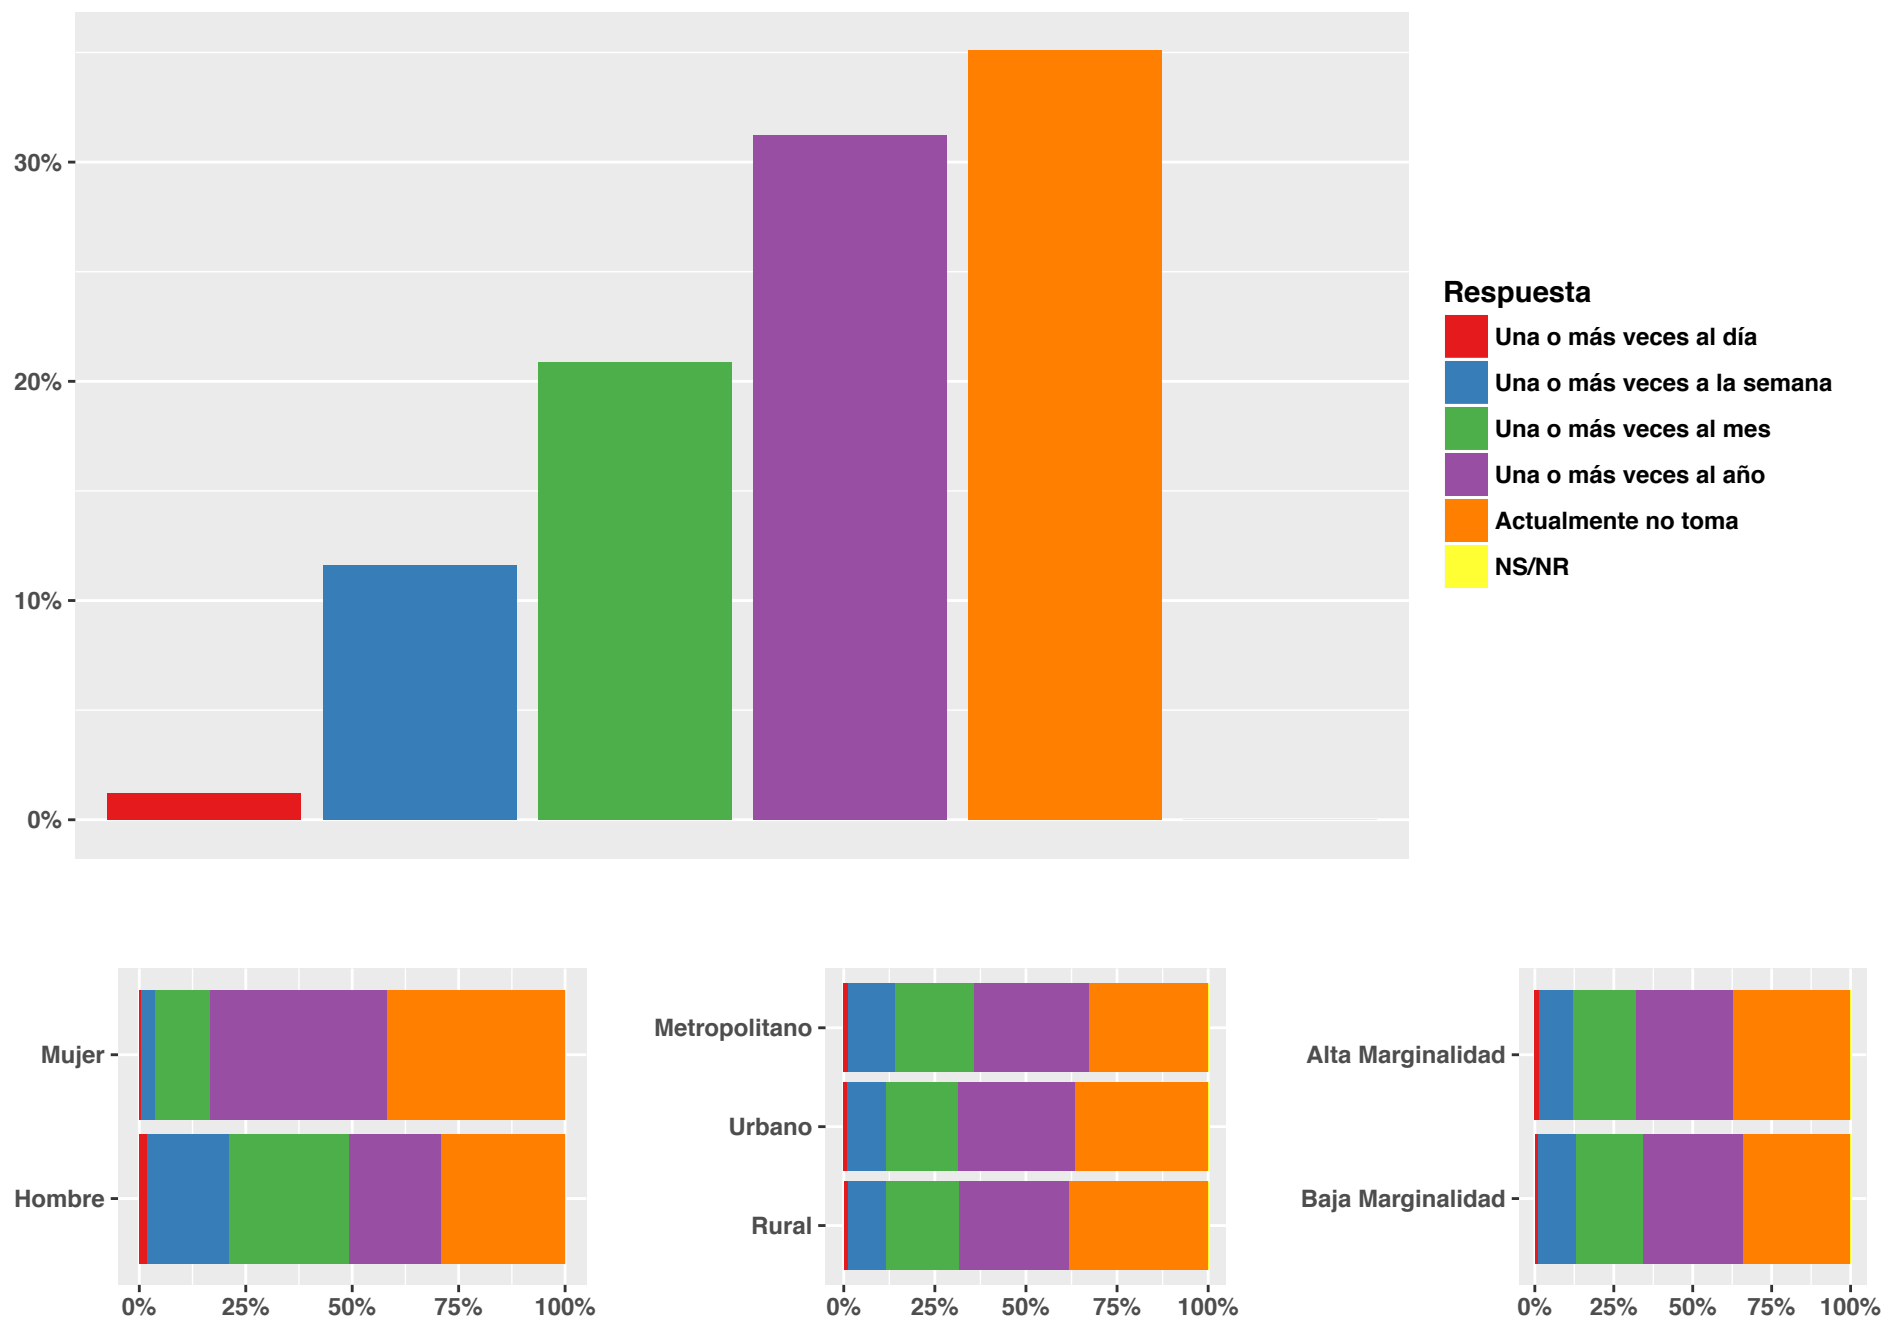 30%
20%
10%
0%
Respuesta
Una o más veces al día
Una o más veces a la semana
Una o más veces al mes
Una o más veces al año
Actualmente no toma
NS/NR
Mujer
Hombre
0% 25% 50% 75% 100%
Metropolitano
Urbano
Rural
0% 25% 50% 75% 100%
Alta Marginalidad
Baja Marginalidad
0% 25% 50% 75% 100%